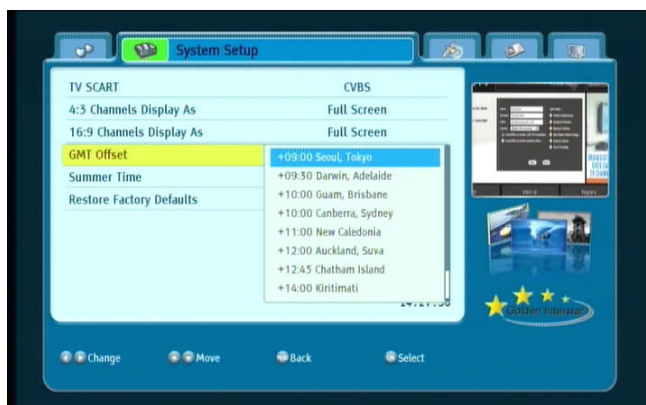 System Setup
TV SCART CVBS
4:3 Channels Display As Full Screen
16:9 Channels Display As Full Screen
GMT Offset
Summer Time
Restore Factory Defaults
+09:00 Seoul, Tokyo
+09:30 Darwin, Adelaide
+10:00 Guam, Brisbane
+10:00 Canberra, Sydney
+11:00 New Caledonia
+12:00 Auckland, Suva
+12:45 Chatham Island
+14:00 Kiritimati
Golden Interstar
Change Move Back Select